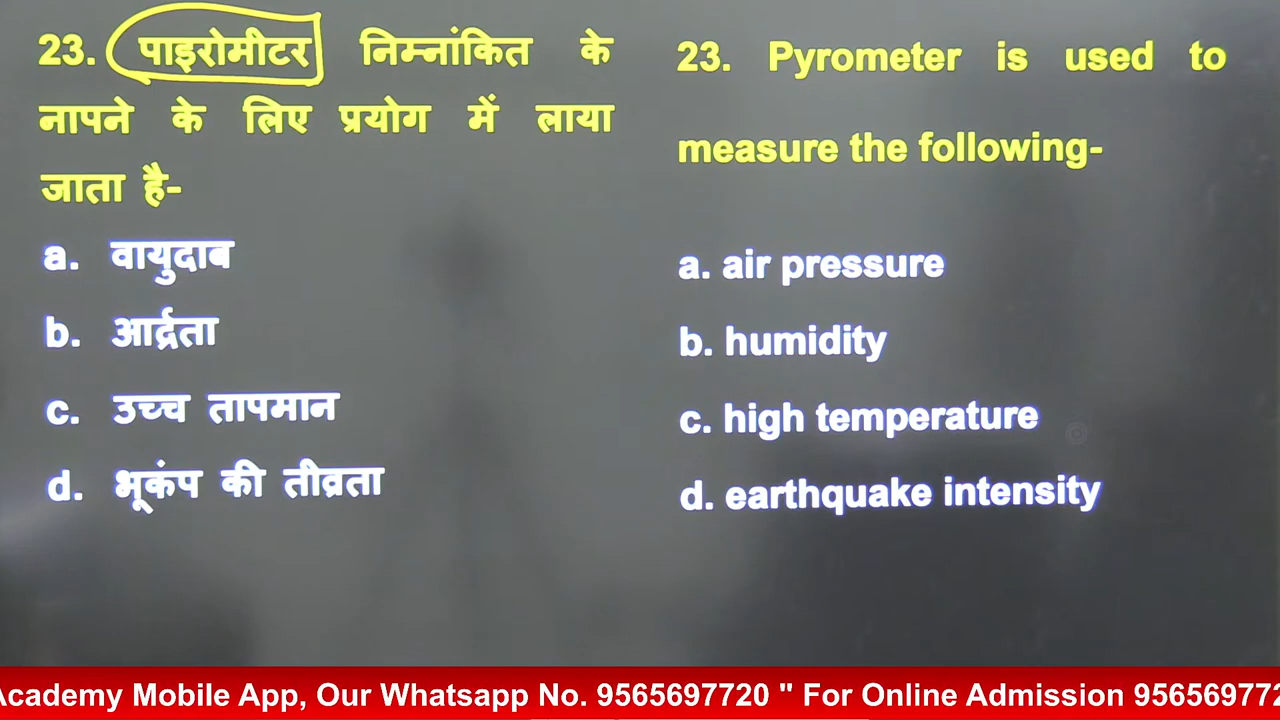 23. पाइरोमीटर निम्नांकित के
नापने के लिए प्रयोग में लाया
जाता है-
a. वायुदाब
b. आर्द्रता
c. उच्च तापमान
d. भूकंप की तीव्रता
23. Pyrometer is used to
measure the following-
a. air pressure
b. humidity
c. high temperature
d. earthquake intensity
Academy Mobile App, Our Whatsapp No. 9565697720 " For Online Admission 956569772